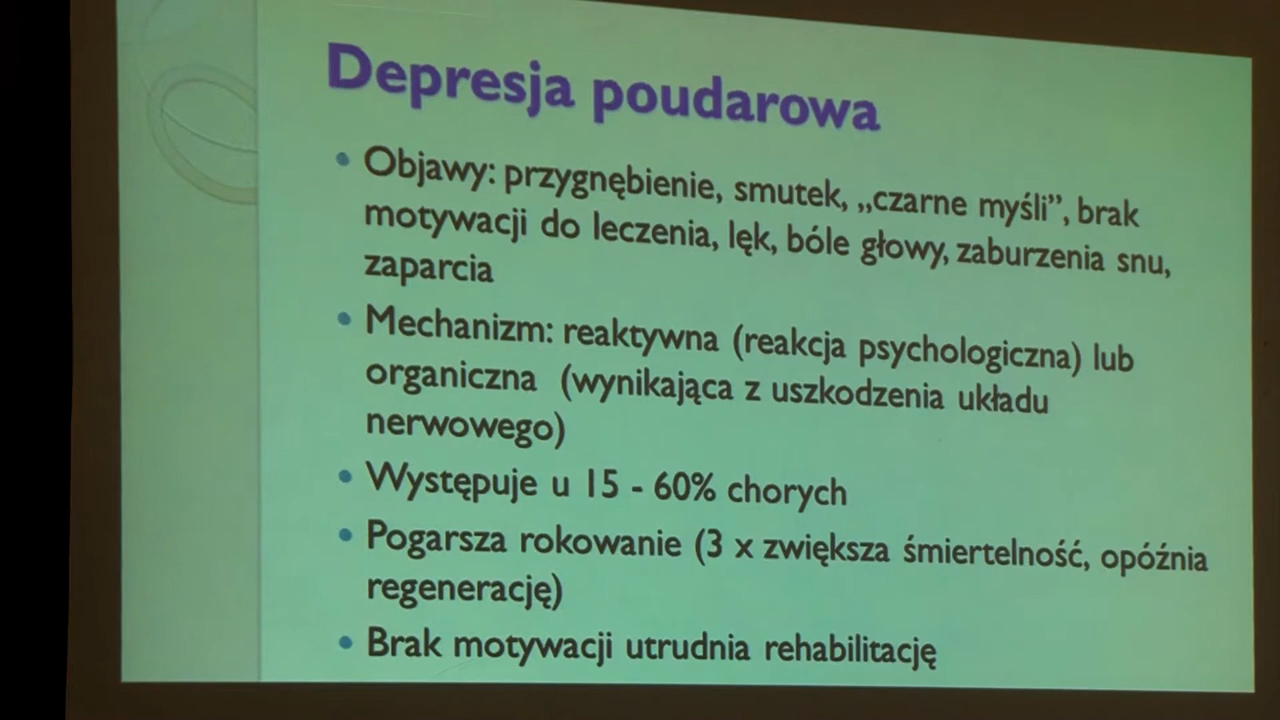 Depresja poudarowa
• Objawy: przygnębienie, smutek, „czarne myśli”, brak
motywacji do leczenia, lęk, bóle głowy, zaburzenia snu,
zaparcia
• Mechanizm: reaktywna (reakcja psychologiczna) lub
organiczna (wynikająca z uszkodzenia układu
nerwowego)
• Występuje u 15 - 60% chorych
• Pogarsza rokowanie (3 x zwiększa śmiertelność, opóźnia
regenerację)
• Brak motywacji utrudnia rehabilitację